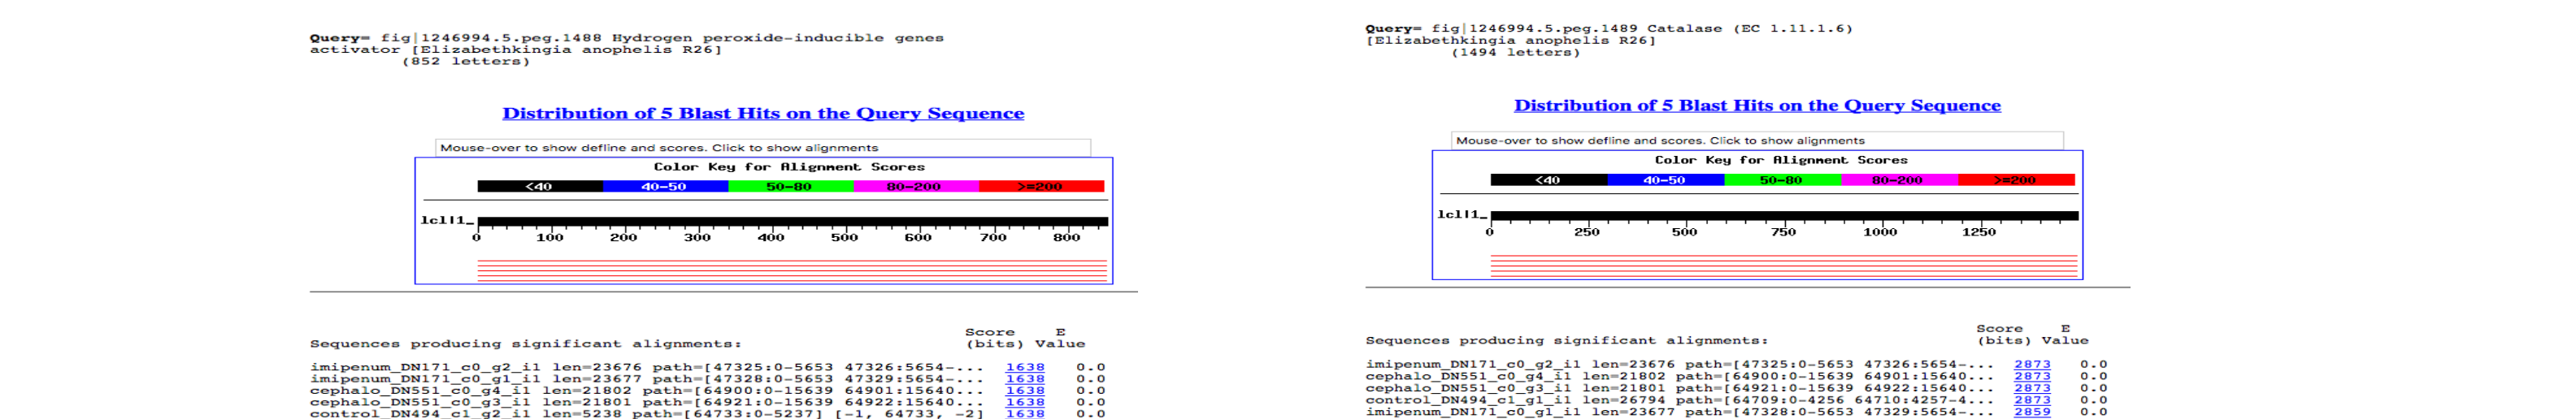 Query= fig|1246994.5.peg.1488 Hydrogen peroxide-inducible genes
activator [Elizabethkingia anophelis R26]
(852 letters)
Distribution of 5 Blast Hits on the Query Sequence
Mouse-over to show defline and scores. Click to show alignments
Color Key for Alignment Scores
<40 40-50 50-80 80-200 >=200
lcl|1_
0 100 200 300 400 500 600 700 800
Score E
Sequences producing significant alignments: (bits) Value
imipenum_DN171_c0_g2_i1 len=23676 path=[47325:0-5653 47326:5654-... 1638 0.0
imipenum_DN171_c0_g1_i1 len=23677 path=[47328:0-5653 47329:5654-... 1638 0.0
cephalo_DN551_c0_g4_i1 len=21802 path=[64900:0-15639 64901:15640... 1638 0.0
cephalo_DN551_c0_g3_i1 len=21801 path=[64921:0-15639 64922:15640... 1638 0.0
control_DN494_c1_g2_i1 len=5238 path=[64733:0-5237] [-1, 64733, -2] 1638 0.0
Query= fig|1246994.5.peg.1489 Catalase (EC 1.11.1.6)
[Elizabethkingia anophelis R26]
(1494 letters)
Distribution of 5 Blast Hits on the Query Sequence
Mouse-over to show defline and scores. Click to show alignments
Color Key for Alignment Scores
<40 40-50 50-80 80-200 >=200
lcl|1_
0 250 500 750 1000 1250
Score E
Sequences producing significant alignments: (bits) Value
imipenum_DN171_c0_g2_i1 len=23676 path=[47325:0-5653 47326:5654-... 2873 0.0
cephalo_DN551_c0_g4_i1 len=21802 path=[64900:0-15639 64901:15640... 2873 0.0
cephalo_DN551_c0_g3_i1 len=21801 path=[64921:0-15639 64922:15640... 2873 0.0
control_DN494_c1_g1_i1 len=26794 path=[64709:0-4256 64710:4257-4... 2873 0.0
imipenum_DN171_c0_g1_i1 len=23677 path=[47328:0-5653 47329:5654-... 2859 0.0